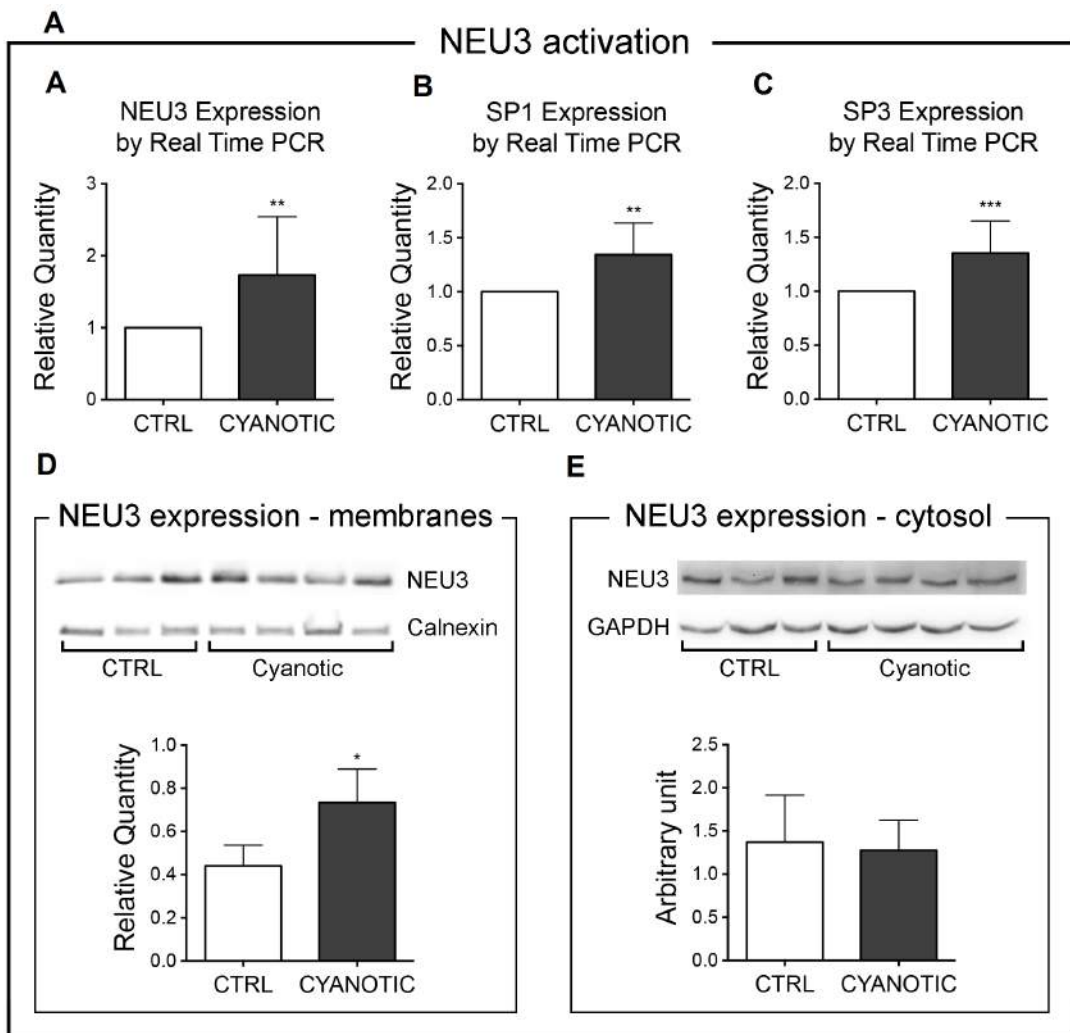 A
NEU3 activation
A
NEU3 Expression
by Real Time PCR
Relative Quantity
3
2
1
0
**
CTRL
CYANOTIC
B
SP1 Expression
by Real Time PCR
Relative Quantity
2.0
1.5
1.0
0.5
0.0
**
CTRL
CYANOTIC
C
SP3 Expression
by Real Time PCR
Relative Quantity
2.0
1.5
1.0
0.5
0.0
***
CTRL
CYANOTIC
D
NEU3 expression - membranes
NEU3
Calnexin
CTRL
Cyanotic
Relative Quantity
1.0
0.8
0.6
0.4
0.2
0.0
*
CTRL
CYANOTIC
E
NEU3 expression - cytosol
NEU3
GAPDH
CTRL
Cyanotic
Arbitrary unit
2.5
2.0
1.5
1.0
0.5
0.0
CTRL
CYANOTIC